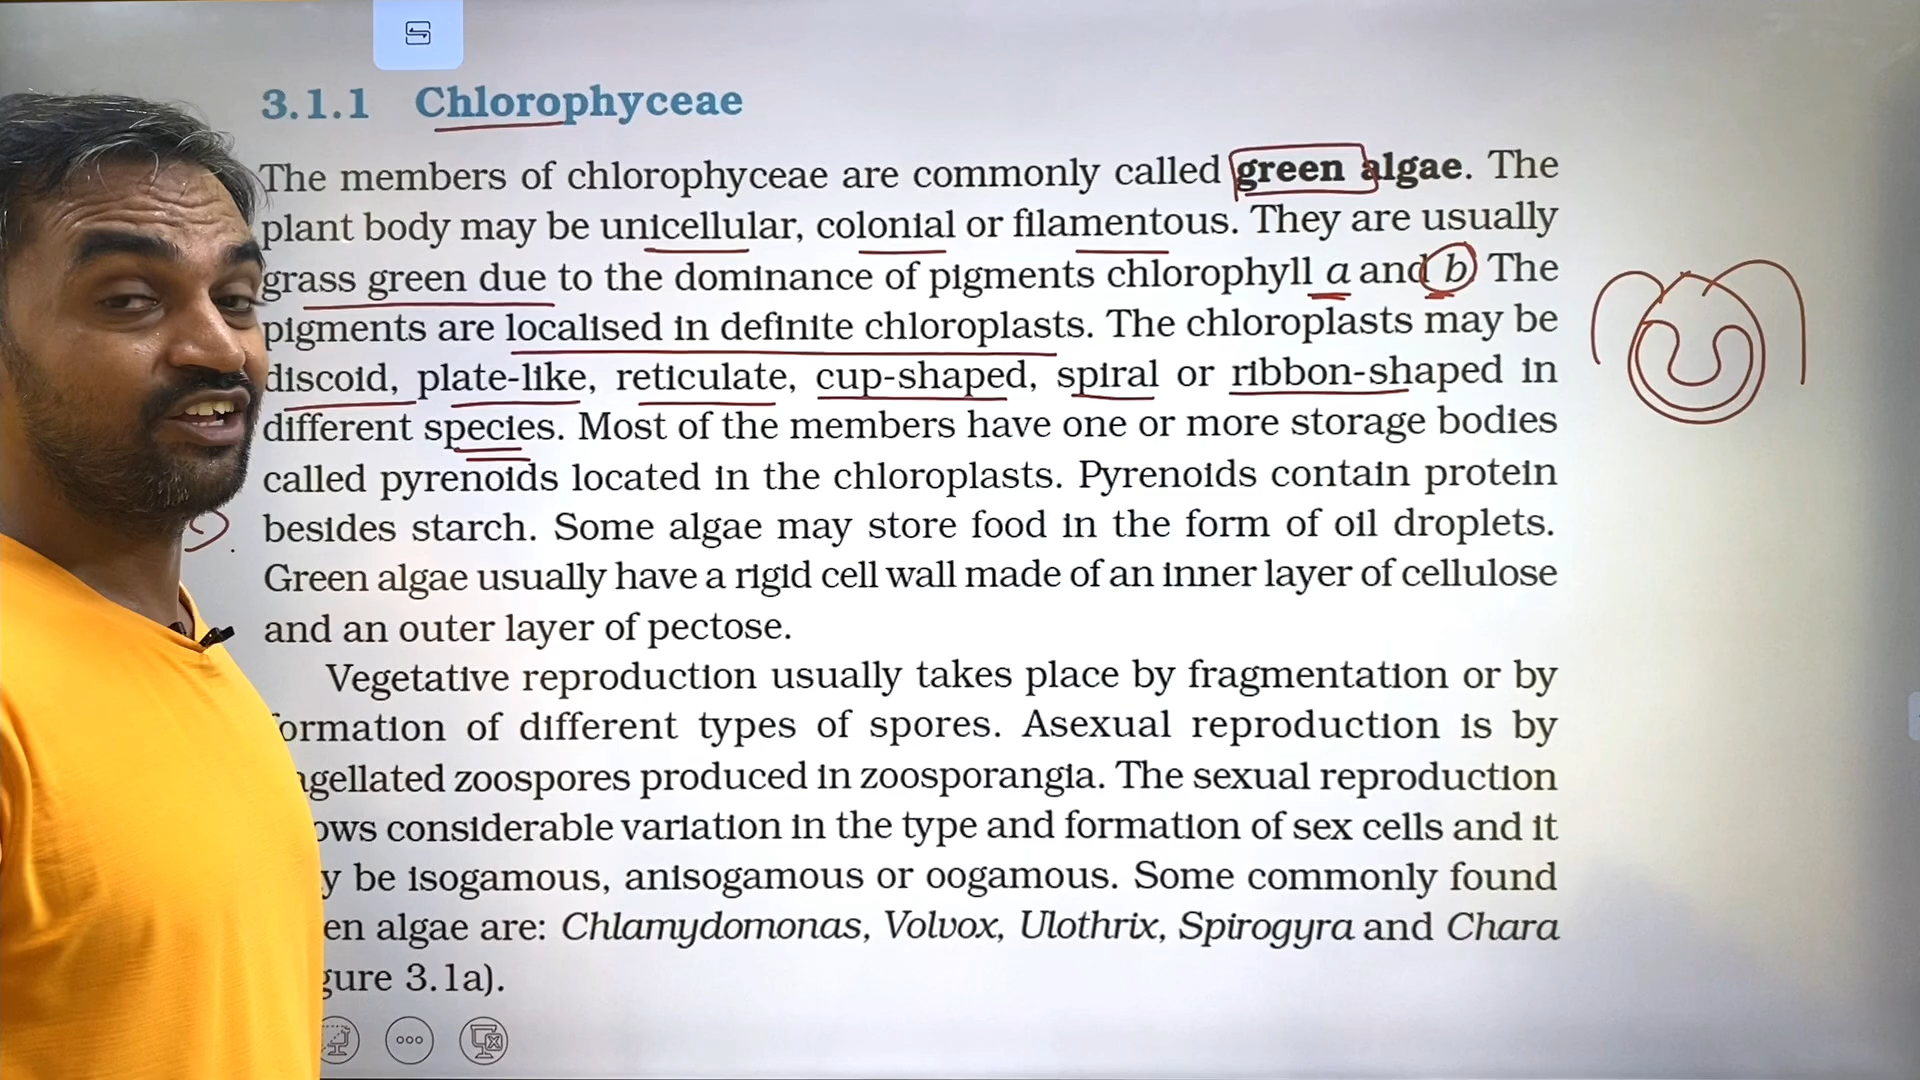 3.1.1 Chlorophyceae
The members of chlorophyceae are commonly called green algae. The
plant body may be unicellular, colonial or filamentous. They are usually
grass green due to the dominance of pigments chlorophyll a and b The
pigments are localised in definite chloroplasts. The chloroplasts may be
discoid, plate-like, reticulate, cup-shaped, spiral or ribbon-shaped in
different species. Most of the members have one or more storage bodies
called pyrenoids located in the chloroplasts. Pyrenoids contain protein
besides starch. Some algae may store food in the form of oil droplets.
Green algae usually have a rigid cell wall made of an inner layer of cellulose
and an outer layer of pectose.
Vegetative reproduction usually takes place by fragmentation or by
ormation of different types of spores. Asexual reproduction is by
gellated zoospores produced in zoosporangia. The sexual reproduction
ows considerable variation in the type and formation of sex cells and it
y be isogamous, anisogamous or oogamous. Some commonly found
en algae are: Chlamydomonas, Volvox, Ulothrix, Spirogyra and Chara
gure 3.1a).